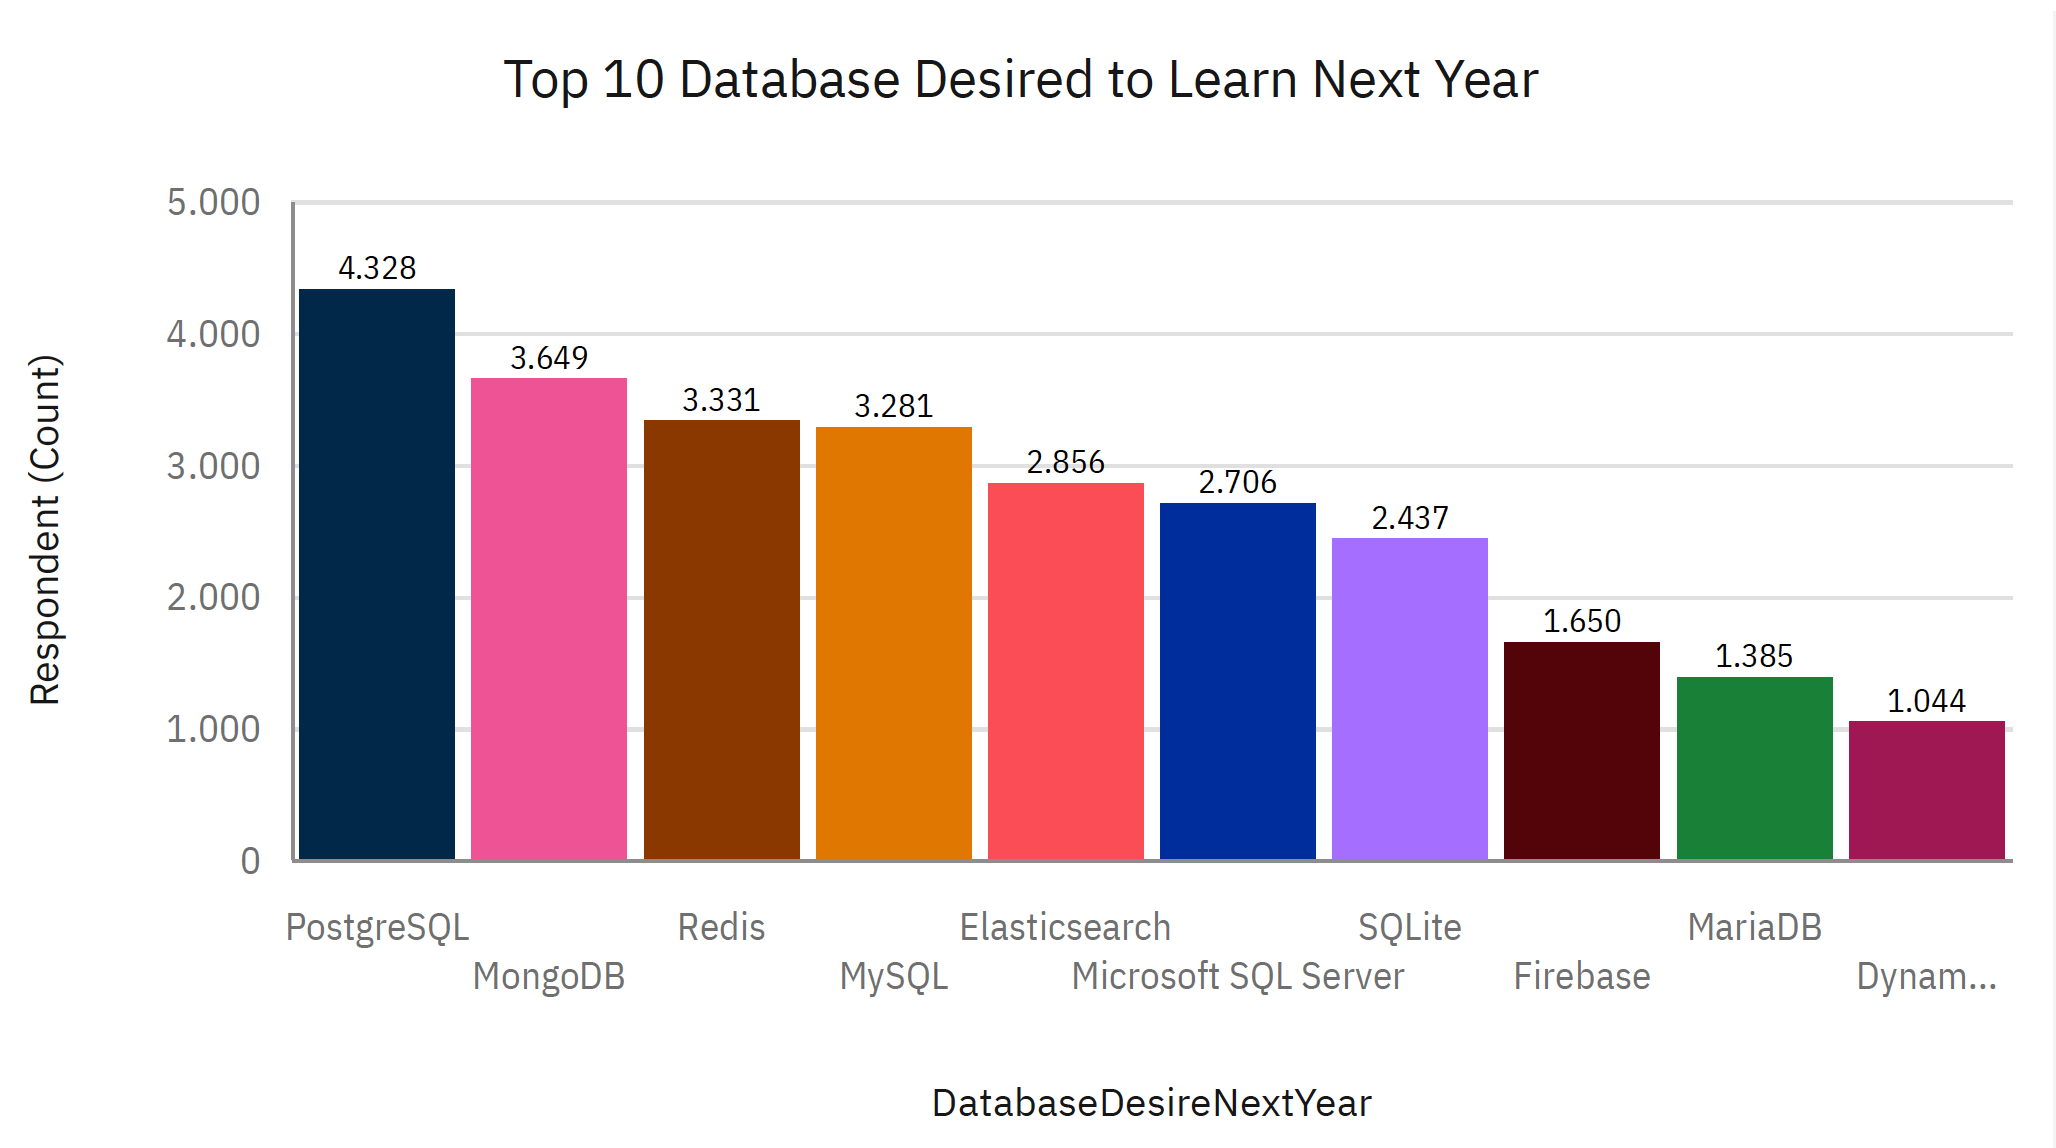 Top 10 Database Desired to Learn Next Year
5.000
4.000
3.000
2.000
1.000
0
Respondent (Count)
4.328
3.649
3.331
3.281
2.856
2.706
2.437
1.650
1.385
1.044
PostgreSQL
MongoDB
Redis
MySQL
Elasticsearch
Microsoft SQL Server
SQLite
Firebase
MariaDB
Dynam...
DatabaseDesireNextYear